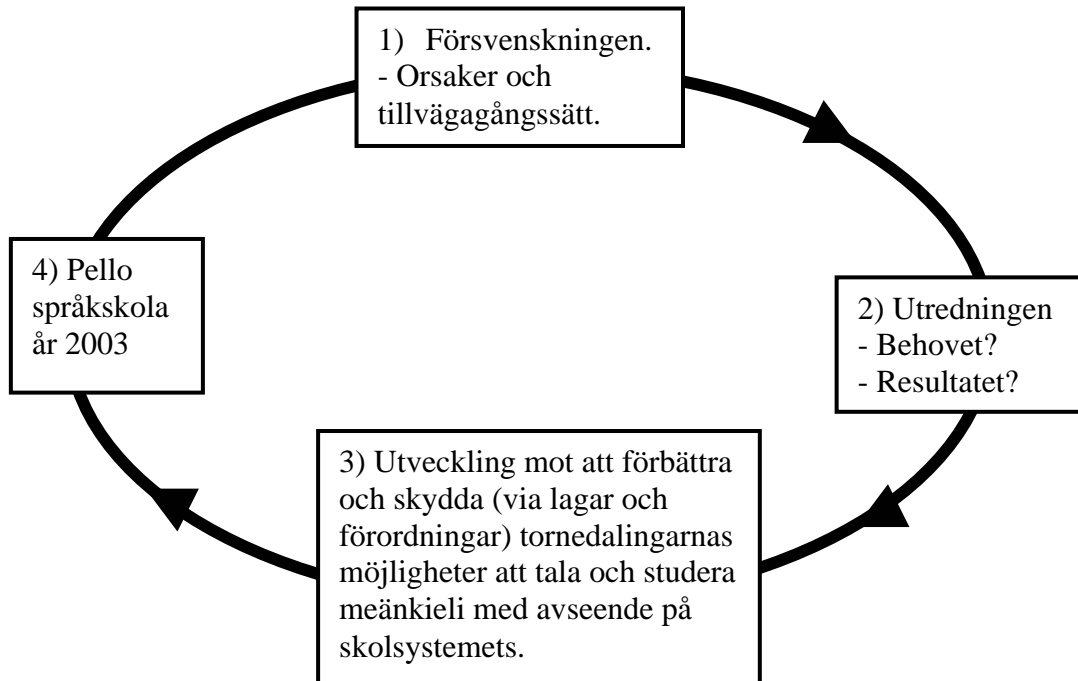 1) Försvenskningen.
- Orsaker och
tillvägagångssätt.
2) Utredningen
- Behovet?
- Resultatet?
3) Utveckling mot att förbättra
och skydda (via lagar och
förordningar) tornedalingarnas
möjligheter att tala och studera
meänkieli med avseende på
skolsystemets.
4) Pello
språkskola
år 2003